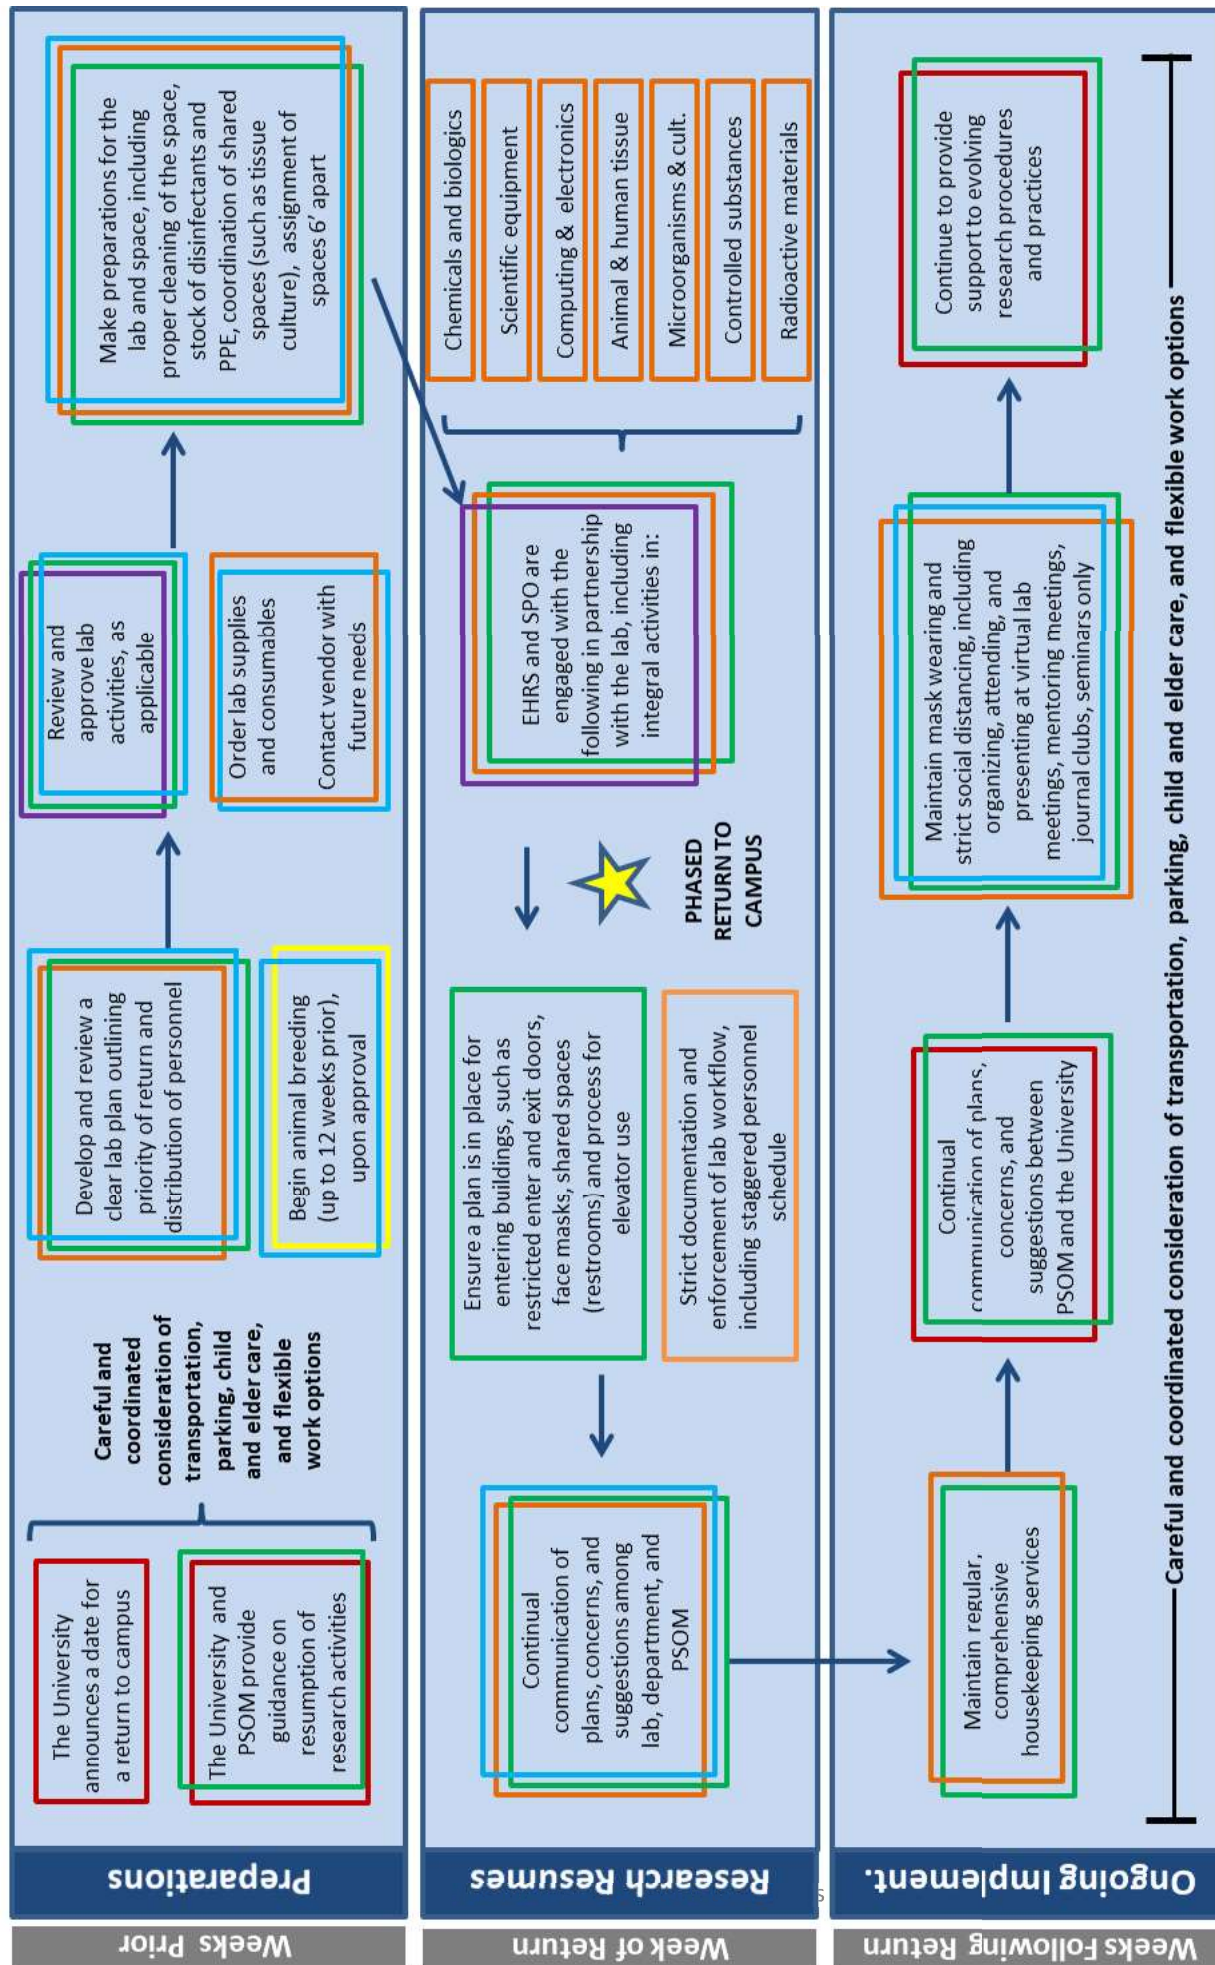 Weeks Prior
Preparations
The University
announces a date for
a return to campus
The University and
PSOM provide
guidance on
resumption of
research activities
Careful and
coordinated
consideration of
transportation,
parking, child
and elder care,
and flexible
work options
Develop and review a
clear lab plan outlining
priority of return and
distribution of personnel
Begin animal breeding
(up to 12 weeks prior),
upon approval
Review and
approve lab
activities, as
applicable
Order lab supplies
and consumables
Contact vendor with
future needs
Make preparations for the
lab and space, including
proper cleaning of the space,
stock of disinfectants and
PPE, coordination of shared
spaces (such as tissue
culture), assignment of
spaces 6’ apart
Week of Return
Research Resumes
Continual
communication of
plans, concerns, and
suggestions among
lab, department, and
PSOM
Ensure a plan is in place for
entering buildings, such as
restricted enter and exit doors,
face masks, shared spaces
(restrooms) and process for
elevator use
Strict documentation and
enforcement of lab workflow,
including staggered personnel
schedule
PHASED
RETURN TO
CAMPUS
EHRS and SPO are
engaged with the
following in partnership
with the lab, including
integral activities in:
Chemicals and biologics
Scientific equipment
Computing & electronics
Animal & human tissue
Microorganisms & cult.
Controlled substances
Radioactive materials
Weeks Following Return
Ongoing Implement.
Maintain regular,
comprehensive
housekeeping services
Continual
communication of plans,
concerns, and
suggestions between
PSOM and the University
Maintain mask wearing and
strict social distancing, including
organizing, attending, and
presenting at virtual lab
meetings, mentoring meetings,
journal clubs, seminars only
Continue to provide
support to evolving
research procedures
and practices
Careful and coordinated consideration of transportation, parking, child and elder care, and flexible work options